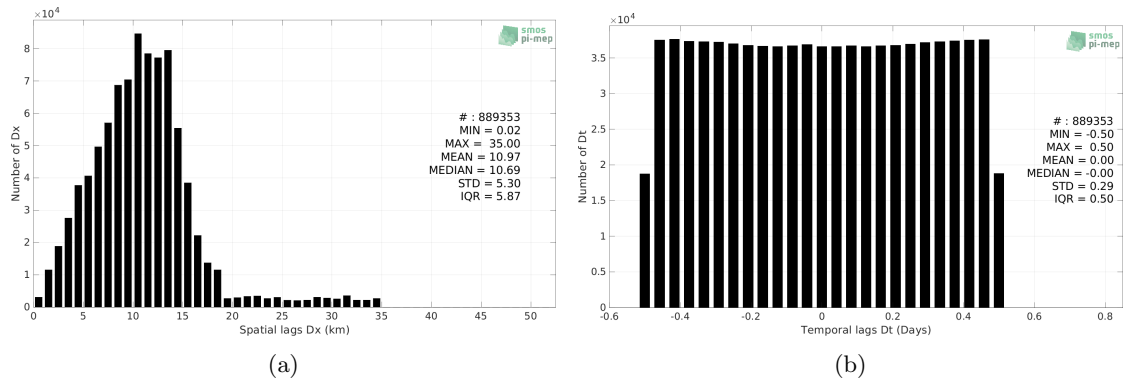 ×10⁴
9
8
7
6
5
4
3
2
1
0
Number of Dx
0 5 10 15 20 25 30 35 40 45 50
Spatial lags Dx (km)
smos
pi-mep
# : 889353
MIN = 0.02
MAX = 35.00
MEAN = 10.97
MEDIAN = 10.69
STD = 5.30
IQR = 5.87
(a)
×10⁴
3.5
3
2.5
2
1.5
1
0.5
0
Number of Dt
-0.6 -0.4 -0.2 0 0.2 0.4 0.6 0.8
Temporal lags Dt (Days)
smos
pi-mep
# : 889353
MIN = -0.50
MAX = 0.50
MEAN = 0.00
MEDIAN = -0.00
STD = 0.29
IQR = 0.50
(b)